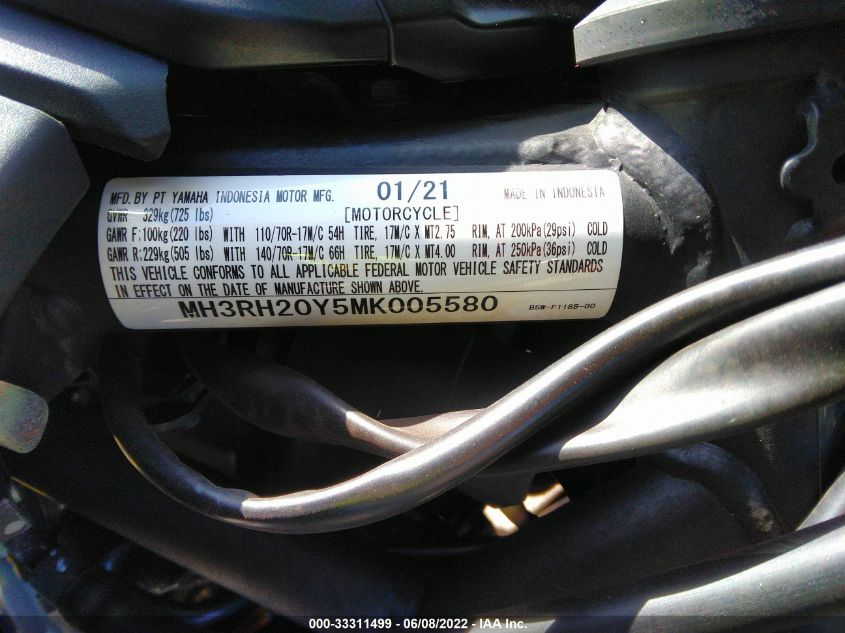 MFD. BY PT YAMAHA INDONESIA MOTOR MFG. 01/21 MADE IN INDONESIA
GVWR 329kg(725 lbs) [MOTORCYCLE]
GAWR F:100kg(220 lbs) WITH 110/70R-17M/C 54H TIRE, 17M/C X MT2.75 RIM, AT 200kPa(29psi) COLD
GAWR R:229kg(505 lbs) WITH 140/70R-17M/C 66H TIRE, 17M/C X MT4.00 RIM, AT 250kPa(36psi) COLD
THIS VEHICLE CONFORMS TO ALL APPLICABLE FEDERAL MOTOR VEHICLE SAFETY STANDARDS
IN EFFECT ON THE DATE OF MANUFACTURE SHOWN ABOVE.
MH3RH20Y5MK005580 B5W-F118B-00
000-33311499 - 06/08/2022 - IAA Inc.